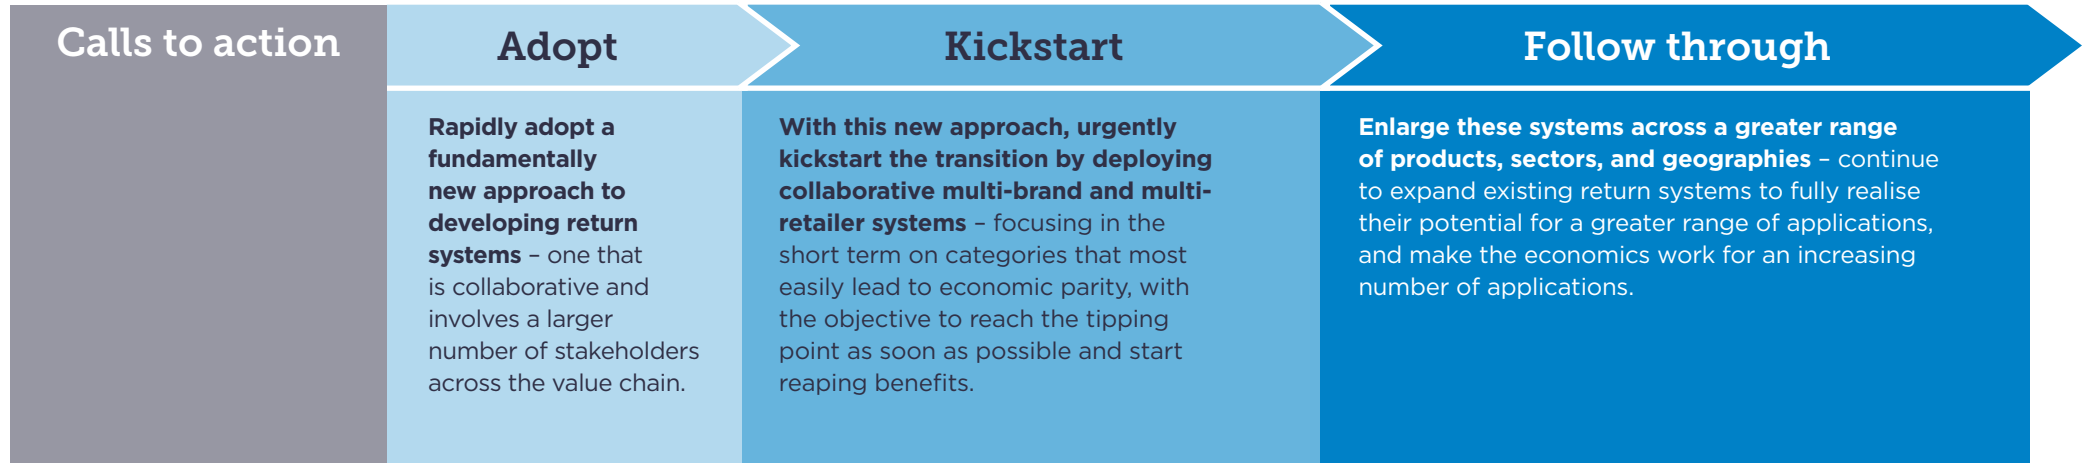 Calls to action
Adopt
Kickstart
Follow through
Rapidly adopt a
fundamentally
new approach to
developing return
systems – one that
is collaborative and
involves a larger
number of stakeholders
across the value chain.
With this new approach, urgently
kickstart the transition by deploying
collaborative multi-brand and multi-
retailer systems – focusing in the
short term on categories that most
easily lead to economic parity, with
the objective to reach the tipping
point as soon as possible and start
reaping benefits.
Enlarge these systems across a greater range
of products, sectors, and geographies – continue
to expand existing return systems to fully realise
their potential for a greater range of applications,
and make the economics work for an increasing
number of applications.